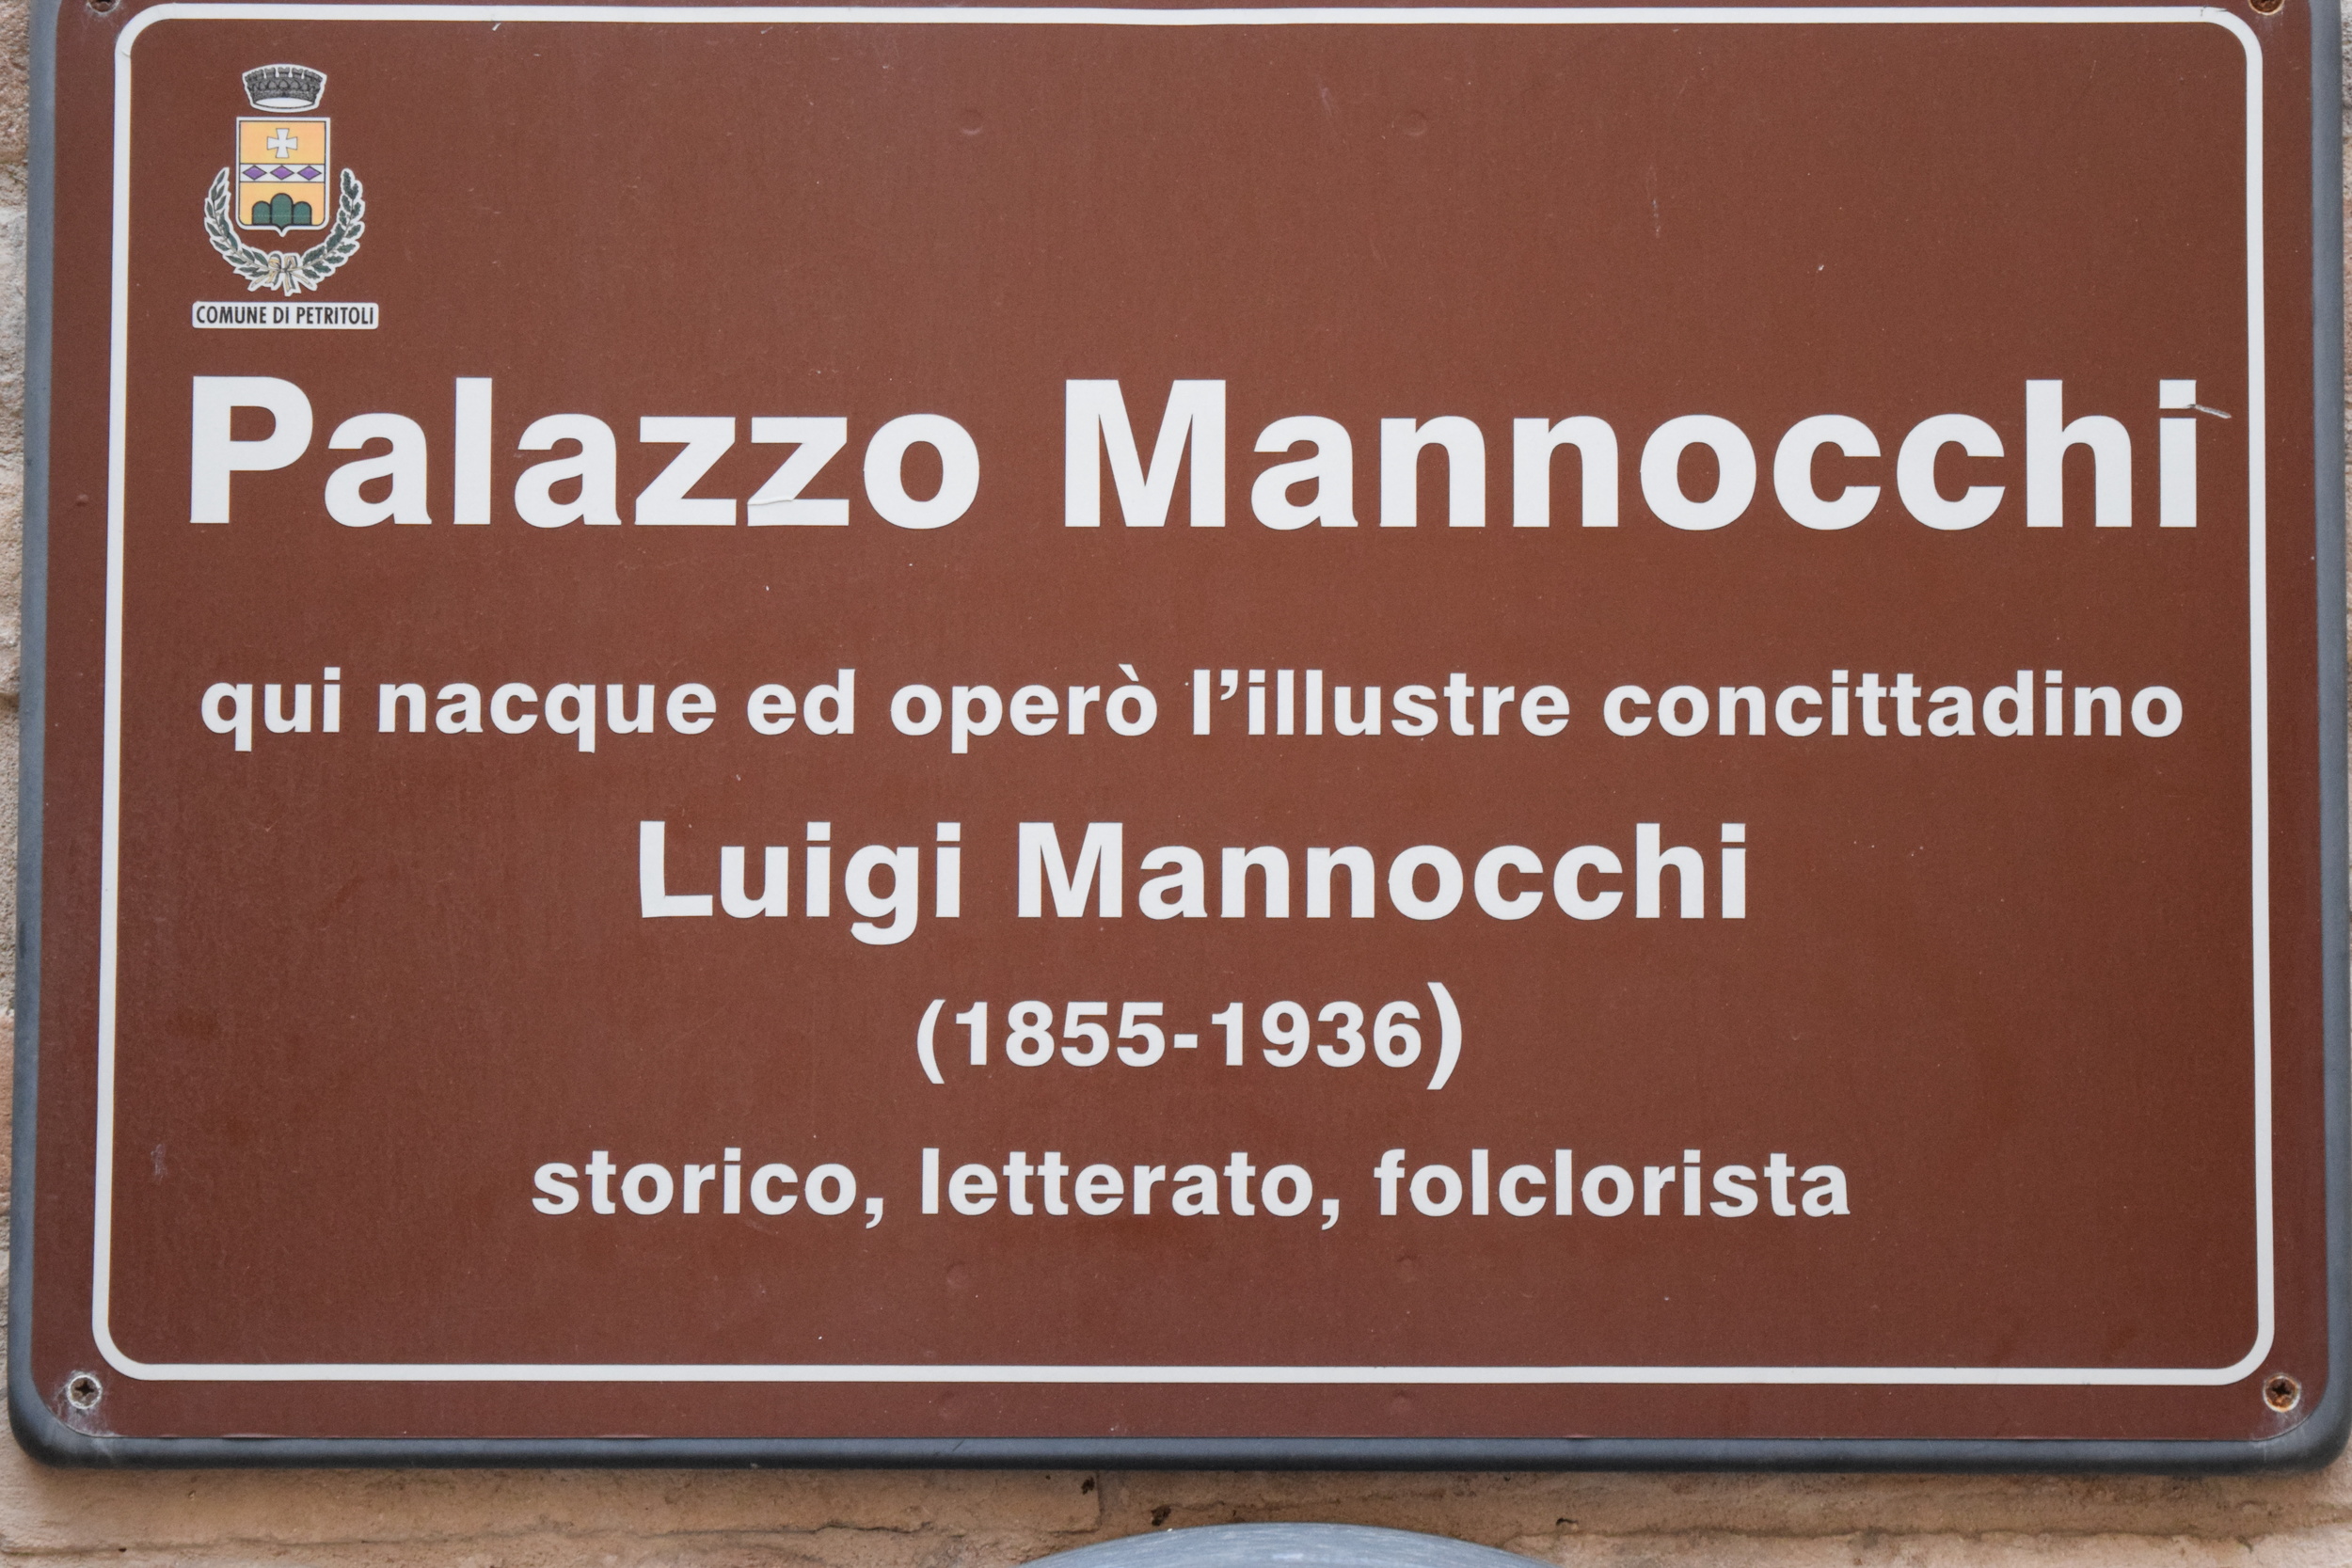 COMUNE DI PETRITOLI
Palazzo Mannocchi
qui nacque ed operò l’illustre concittadino
Luigi Mannocchi
(1855-1936)
storico, letterato, folclorista